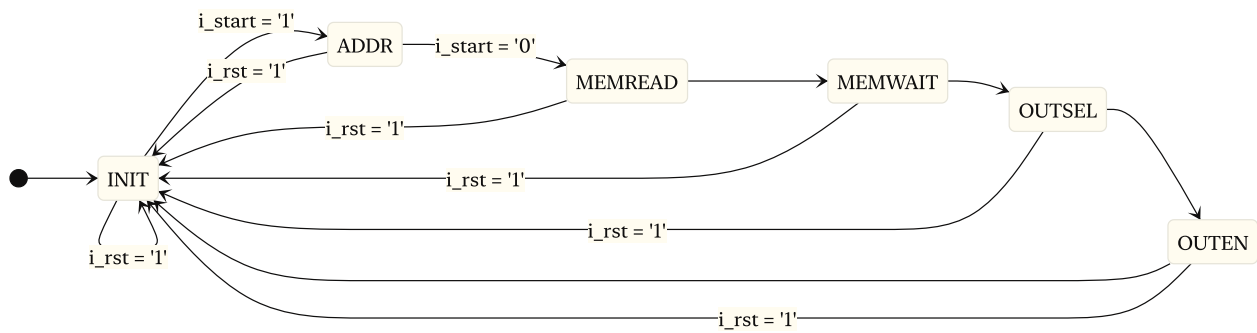 i_start = '1'
ADDR
i_start = '0'
i_rst = '1'
MEMREAD
MEMWAIT
OUTSEL
i_rst = '1'
INIT
i_rst = '1'
i_rst = '1'
OUTEN
i_rst = '1'
i_rst = '1'